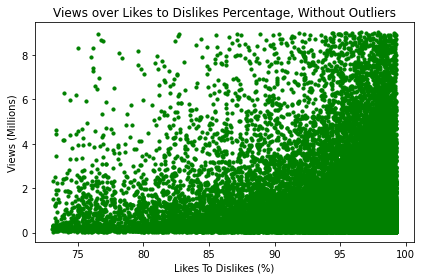 Views over Likes to Dislikes Percentage, Without Outliers
Views (Millions)
8
6
4
2
0
75 80 85 90 95 100
Likes To Dislikes (%)